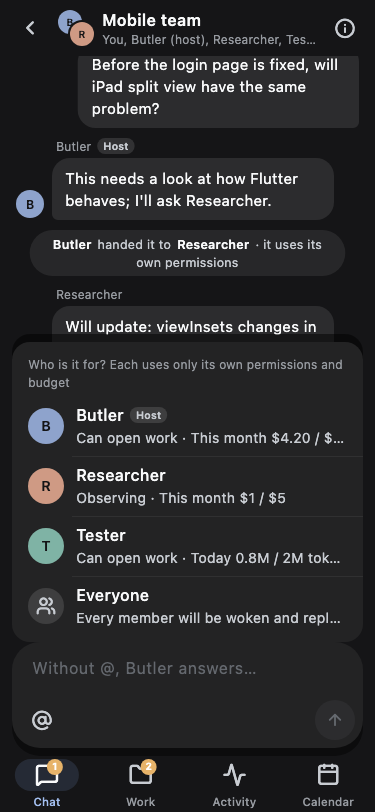 B
R
Mobile team
You, Butler (host), Researcher, Tes…
Before the login page is fixed, will
iPad split view have the same
problem?
Butler Host
B
This needs a look at how Flutter
behaves; I'll ask Researcher.
Butler handed it to Researcher · it uses its
own permissions
Researcher
Will update: viewInsets changes in
Who is it for? Each uses only its own permissions and
budget
B
Butler Host
Can open work · This month $4.20 / $…
R
Researcher
Observing · This month $1 / $5
T
Tester
Can open work · Today 0.8M / 2M tok…
Everyone
Every member will be woken and repl…
Without @, Butler answers…
@
1
2
Chat
Work
Activity
Calendar